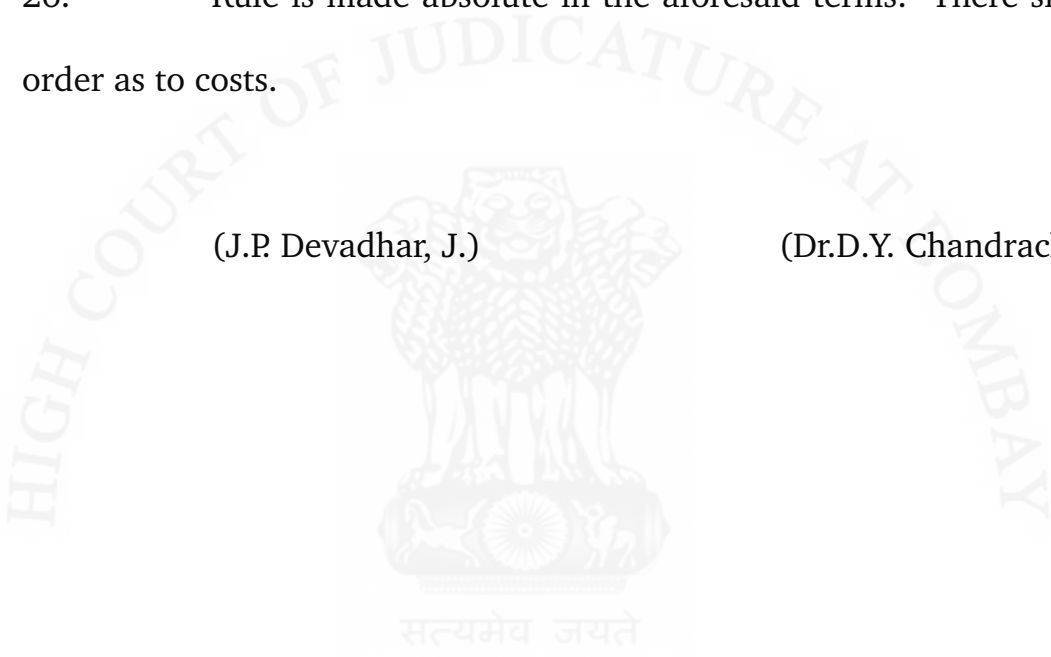 Rule is made absolute in the aforesaid terms. There
order as to costs.
(J.P. Devadhar, J.) (Dr.D.Y.
HIGH COURT OF JUDICATURE AT BOMBAY
सत्यमेव जयते